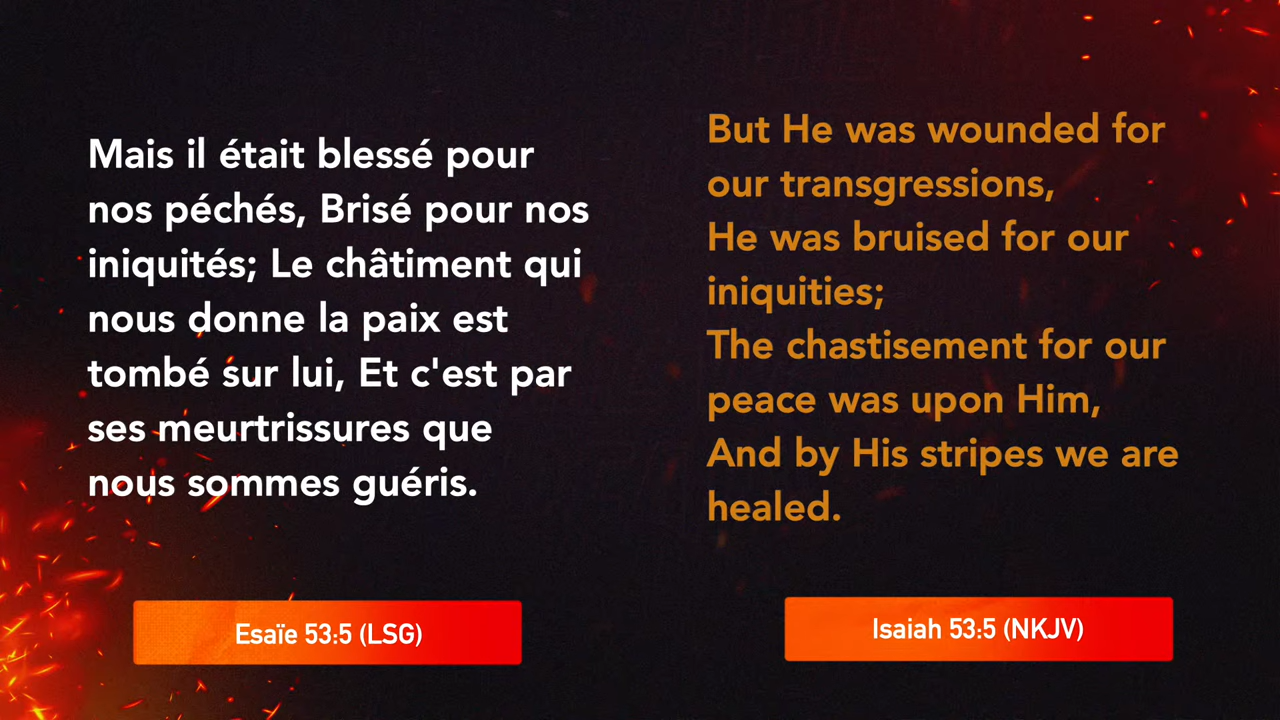 Mais il était blessé pour
nos péchés, Brisé pour nos
iniquités; Le châtiment qui
nous donne la paix est
tombé sur lui, Et c'est par
ses meurtrissures que
nous sommes guéris.
Esaïe 53:5 (LSG)
But He was wounded for
our transgressions,
He was bruised for our
iniquities;
The chastisement for our
peace was upon Him,
And by His stripes we are
healed.
Isaiah 53:5 (NKJV)